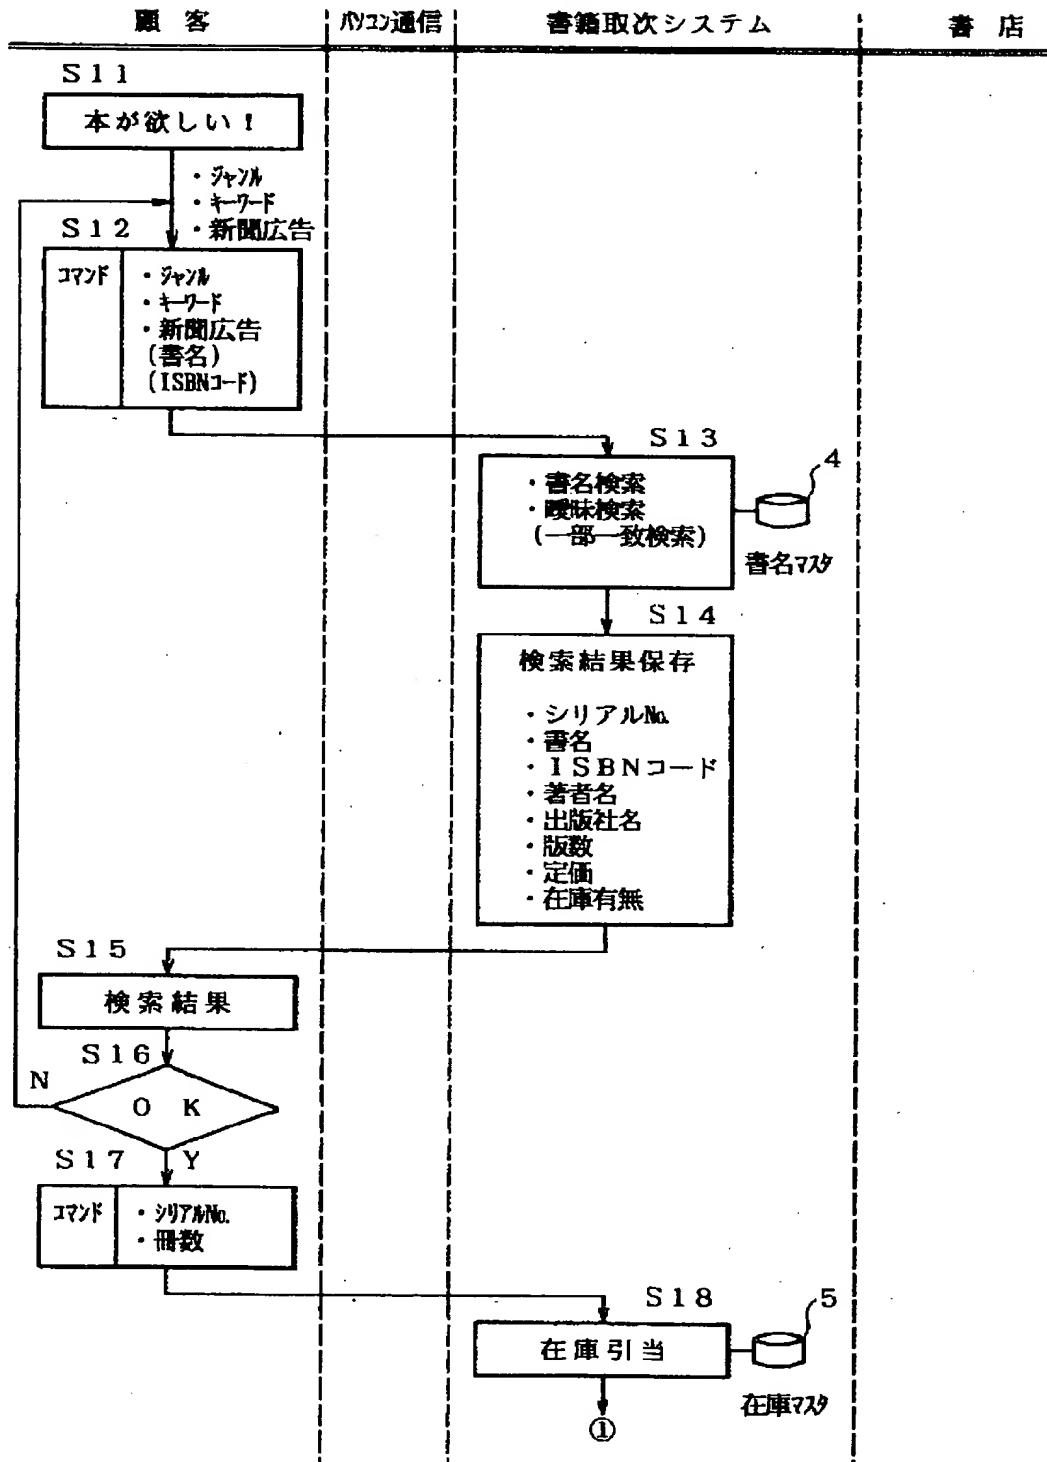 顧客
パソコン通信
書籍取次システム
書店
S11
本が欲しい！
・ジャンル
・キーワード
・新聞広告
S12
コマンド
・ジャンル
・キーワード
・新聞広告
(書名)
(ISBNコード)
S13
・書名検索
・曖昧検索
(一部一致検索)
4
書名マスタ
S14
検索結果保存
・シリアルNo.
・書名
・ISBNコード
・著者名
・出版社名
・版数
・定価
・在庫有無
S15
検索結果
S16
N
OK
Y
S17
コマンド
・シリアルNo.
・冊数
S18
在庫引当
5
在庫マスタ
①